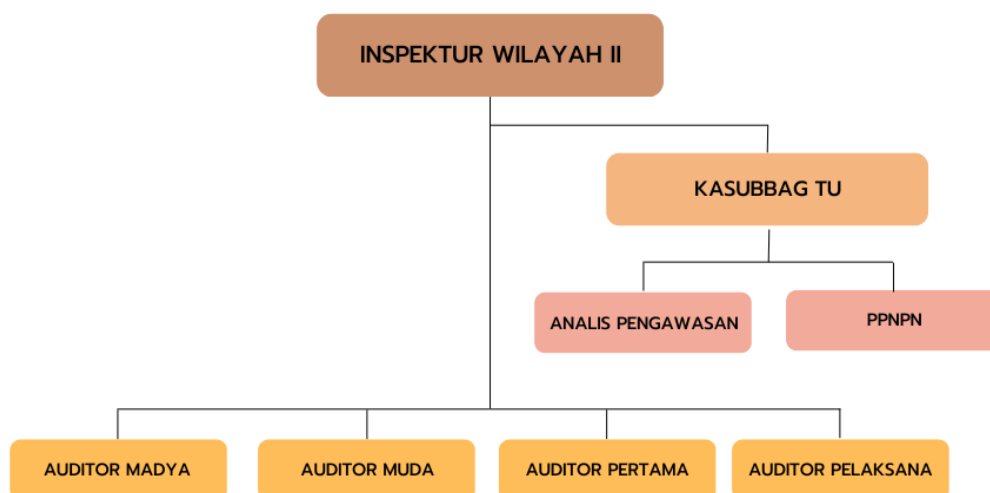 INSPEKTUR WILAYAH II
KASUBBAG TU
ANALIS PENGAWASAN
PPNPN
AUDITOR MADYA
AUDITOR MUDA
AUDITOR PERTAMA
AUDITOR PELAKSANA